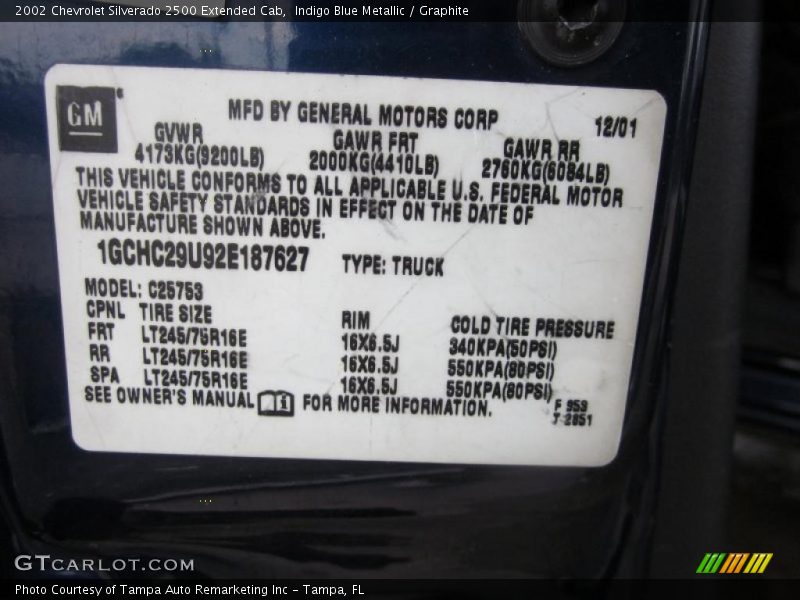 2002 Chevrolet Silverado 2500 Extended Cab,  Indigo Blue Metallic / Graphite
GM
MFD BY GENERAL MOTORS CORP 12/01
GVWR GAWR FRT GAWR RR
4173KG(9200LB) 2000KG(4410LB) 2760KG(6084LB)
THIS VEHICLE CONFORMS TO ALL APPLICABLE U.S. FEDERAL MOTOR
VEHICLE SAFETY STANDARDS IN EFFECT ON THE DATE OF
MANUFACTURE SHOWN ABOVE.
1GCHC29U92E187627 TYPE: TRUCK
MODEL: C25753
CPNL TIRE SIZE RIM COLD TIRE PRESSURE
FRT LT245/75R16E 16X6.5J 340KPA(50PSI)
RR LT245/75R16E 16X6.5J 550KPA(80PSI)
SPA LT245/75R16E 16X6.5J 550KPA(80PSI)
SEE OWNER'S MANUAL FOR MORE INFORMATION.
F 953
T 2851
GTCARLOT.COM
Photo Courtesy of Tampa Auto Remarketing Inc - Tampa, FL